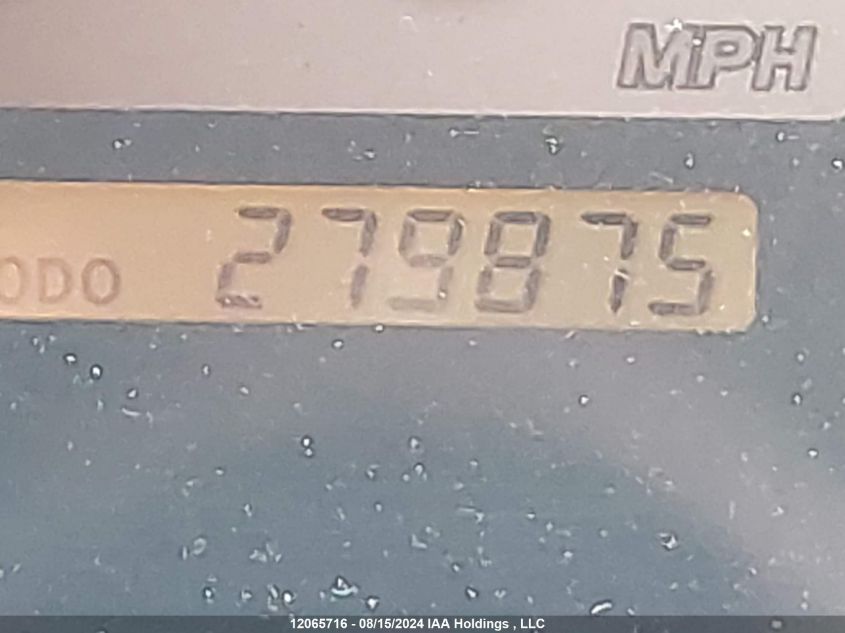 MPH
ODO 279875
12065716 - 08/15/2024 IAA Holdings , LLC